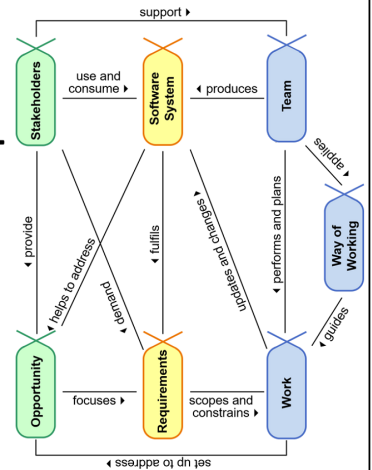 support
use and
consume
produces
Stakeholders
Software
System
Team
applies
provide
helps to address
demand
fulfils
updates and changes
performs and plans
Way of
Working
guides
Opportunity
focuses
Requirements
scopes and
constrains
Work
set up to address